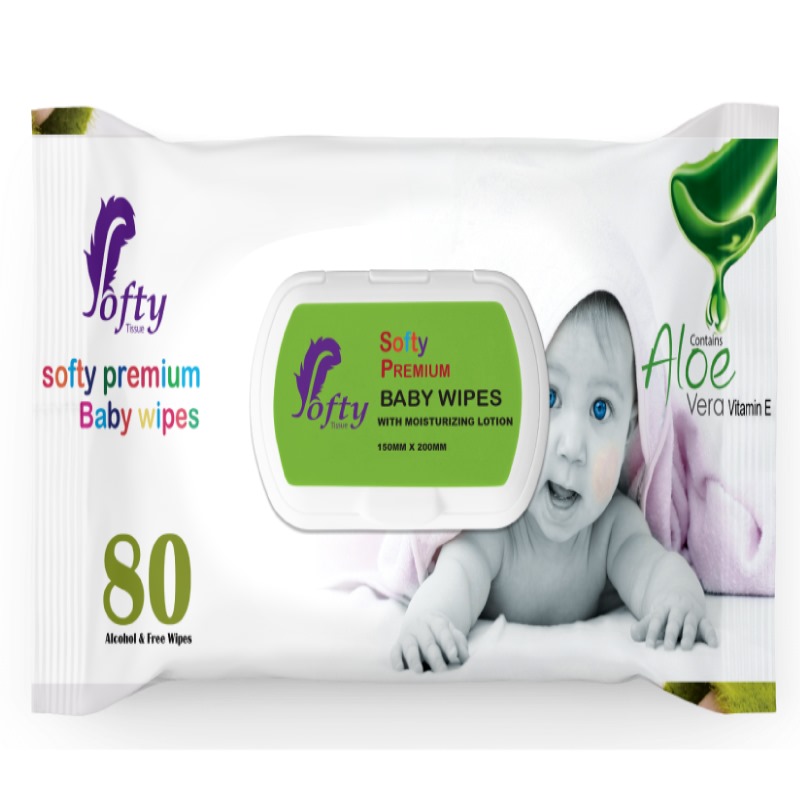 Softy
Tissue
softy premium
Baby wipes
80
Alcohol & Free Wipes
Softy
Tissue
Softy
PREMIUM
BABY WIPES
WITH MOISTURIZING LOTION
150MM X 200MM
Contains
Aloe
Vera Vitamin E